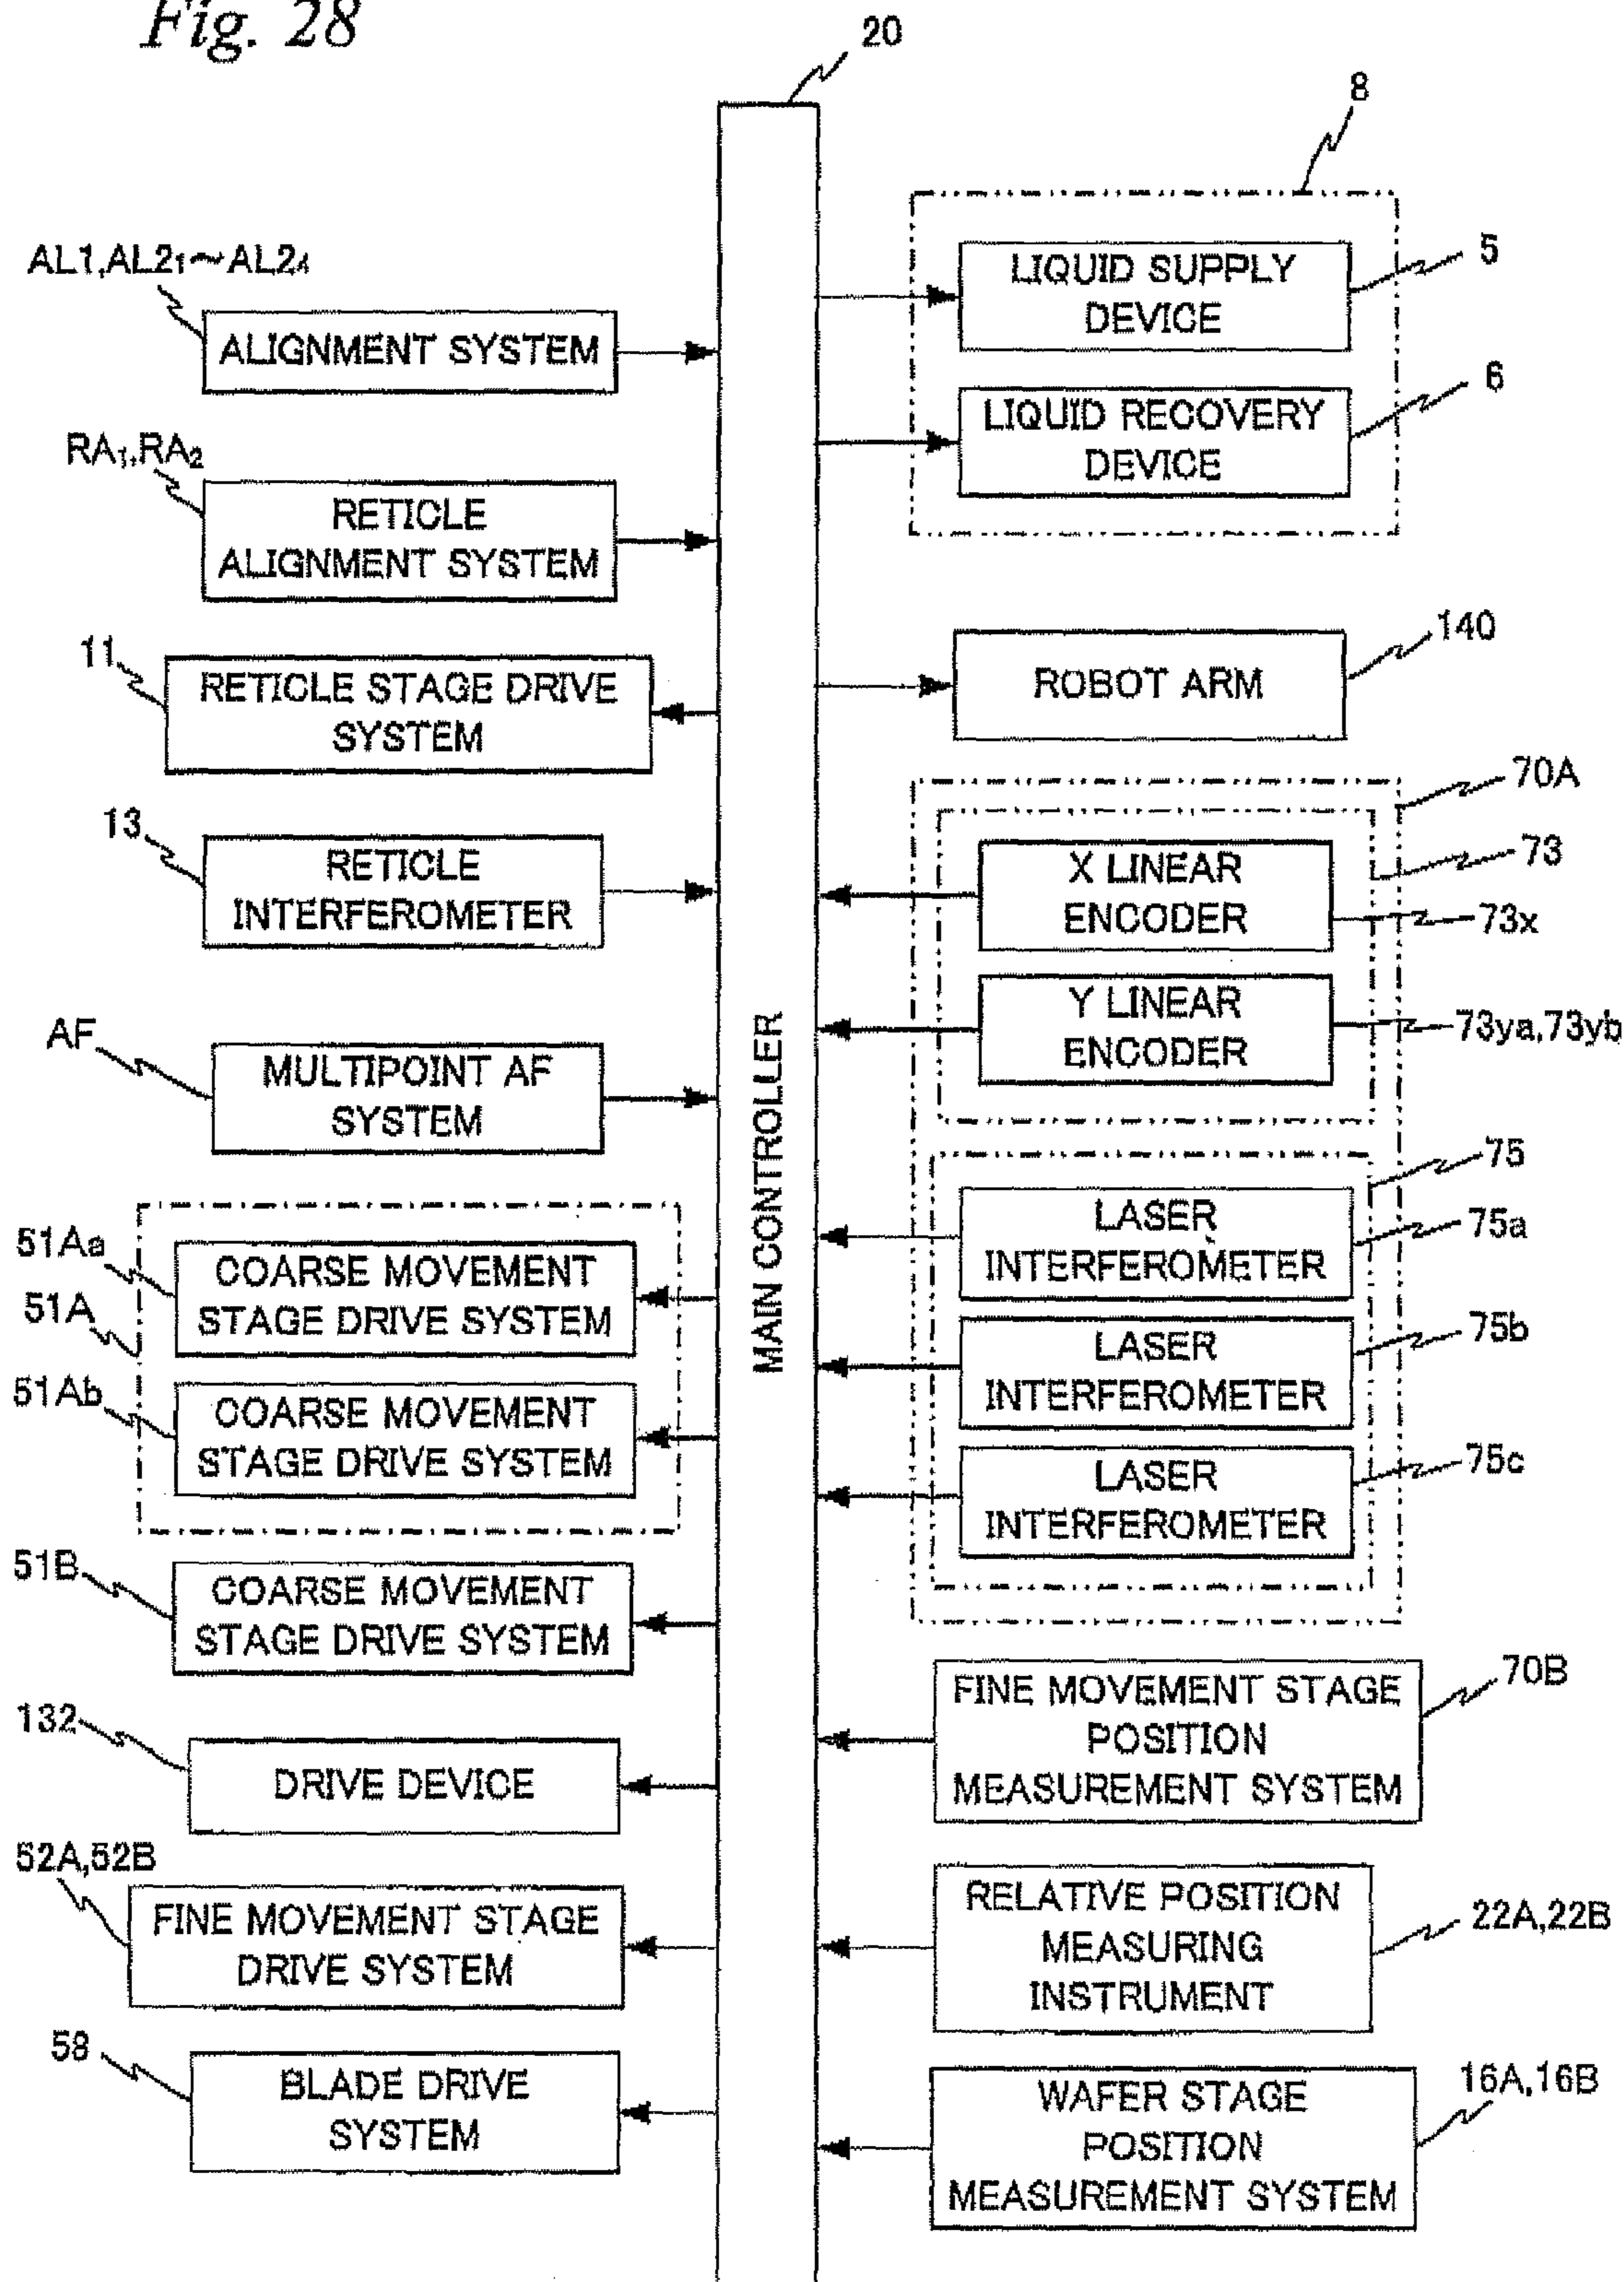 Fig. 28
20
8
AL1,AL2₁~AL2₄
ALIGNMENT SYSTEM
RA₁,RA₂
RETICLE
ALIGNMENT SYSTEM
11
RETICLE STAGE DRIVE
SYSTEM
13
RETICLE
INTERFEROMETER
AF
MULTIPOINT AF
SYSTEM
51Aa
COARSE MOVEMENT
STAGE DRIVE SYSTEM
51A
51Ab
COARSE MOVEMENT
STAGE DRIVE SYSTEM
51B
COARSE MOVEMENT
STAGE DRIVE SYSTEM
132
DRIVE DEVICE
52A,52B
FINE MOVEMENT STAGE
DRIVE SYSTEM
58
BLADE DRIVE
SYSTEM
MAIN CONTROLLER
LIQUID SUPPLY
DEVICE
5
LIQUID RECOVERY
DEVICE
6
ROBOT ARM
140
70A
73
X LINEAR
ENCODER
73x
Y LINEAR
ENCODER
73ya,73yb
75
LASER
INTERFEROMETER
75a
LASER
INTERFEROMETER
75b
LASER
INTERFEROMETER
75c
FINE MOVEMENT STAGE
POSITION
MEASUREMENT SYSTEM
70B
RELATIVE POSITION
MEASURING
INSTRUMENT
22A,22B
WAFER STAGE
POSITION
MEASUREMENT SYSTEM
16A,16B